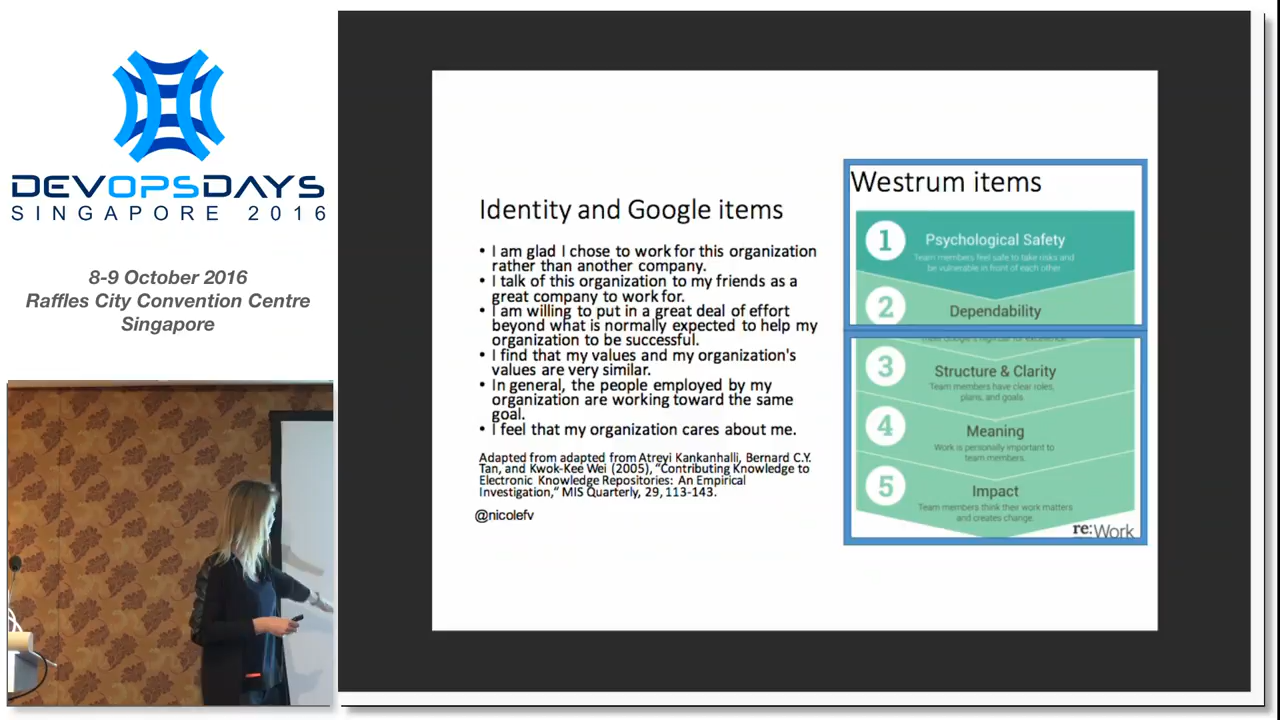 DEVOPSDAYS
SINGAPORE 2016
8-9 October 2016
Raffles City Convention Centre
Singapore
Identity and Google items
• I am glad I chose to work for this organization
rather than another company.
• I talk of this organization to my friends as a
great company to work for.
• I am willing to put in a great deal of effort
beyond what is normally expected to help my
organization to be successful.
• I find that my values and my organization's
values are very similar.
• In general, the people employed by my
organization are working toward the same
goal.
• I feel that my organization cares about me.
Adapted from adapted from Atreyi Kankanhalli, Bernard C.Y.
Tan, and Kwok-Kee Wei (2005), "Contributing Knowledge to
Electronic Knowledge Repositories: An Empirical
Investigation," MIS Quarterly, 29, 113-143.
@nicolefv
Westrum items
1
Psychological Safety
Team members feel safe to take risks and
be vulnerable in front of each other.
2
Dependability
3
Structure & Clarity
Team members have clear roles,
plans, and goals.
4
Meaning
Work is personally important to
team members.
5
Impact
Team members think their work matters
and creates change.
re:Work